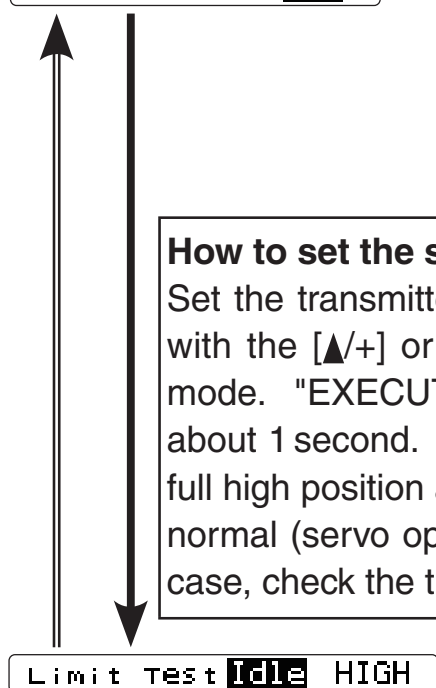 How to set the s
Set the transmitt
with the [▲/+] or
mode. "EXECUT
about 1 second.
full high position
normal (servo op
case, check the t
Limit Test Idle HIGH